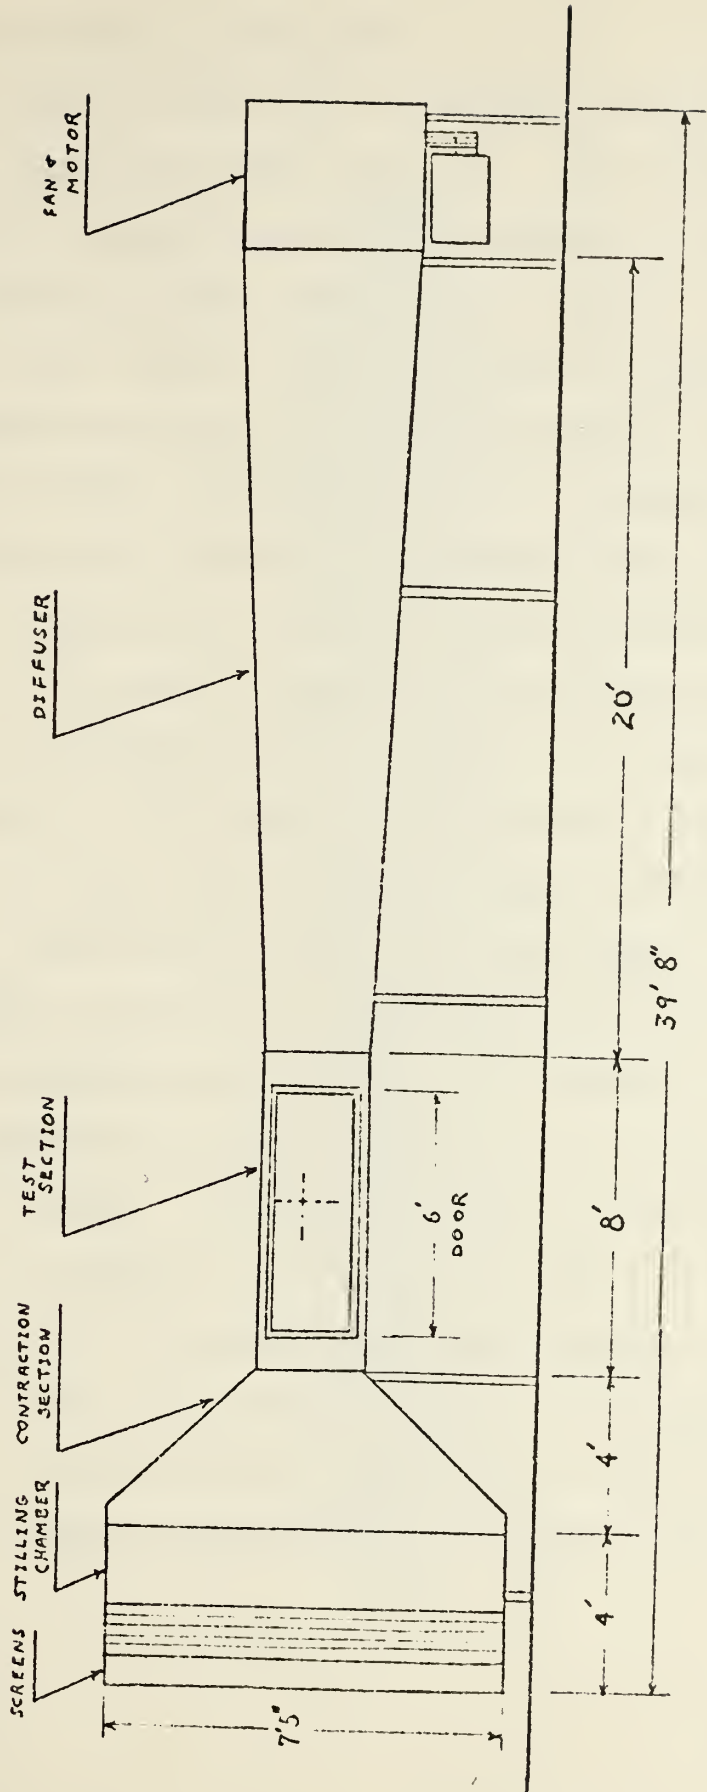 SCREENS
STILLING
CHAMBER
CONTRACTION
SECTION
TEST
SECTION
DIFFUSER
FAN &
MOTOR
7'5"
6'
DOOR
4'
4'
8'
20'
39' 8"